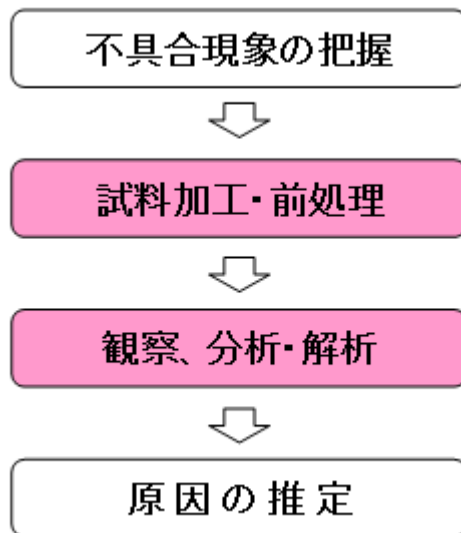 不具合現象の把握
試料加工・前処理
観察、分析・解析
原因の推定